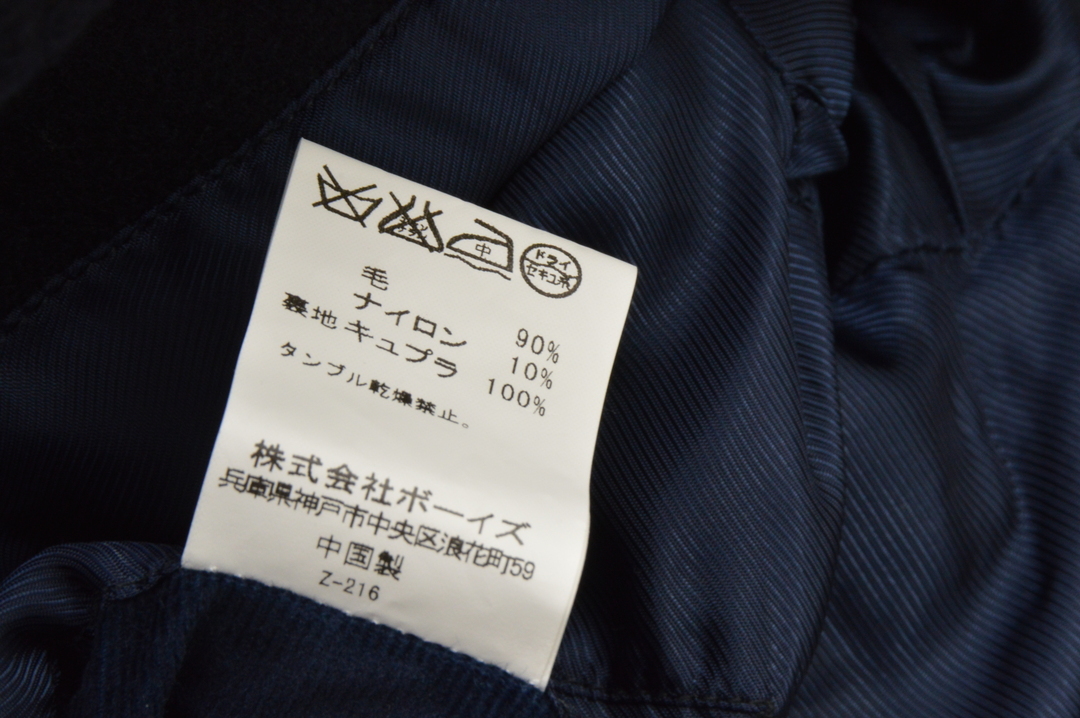 中
ドライ
セキユ系
毛 90%
ナイロン 10%
裏地 キュプラ 100%
タンブル乾燥禁止。
株式会社ボーイズ
兵庫県神戸市中央区浪花町59
中国製
Z-216